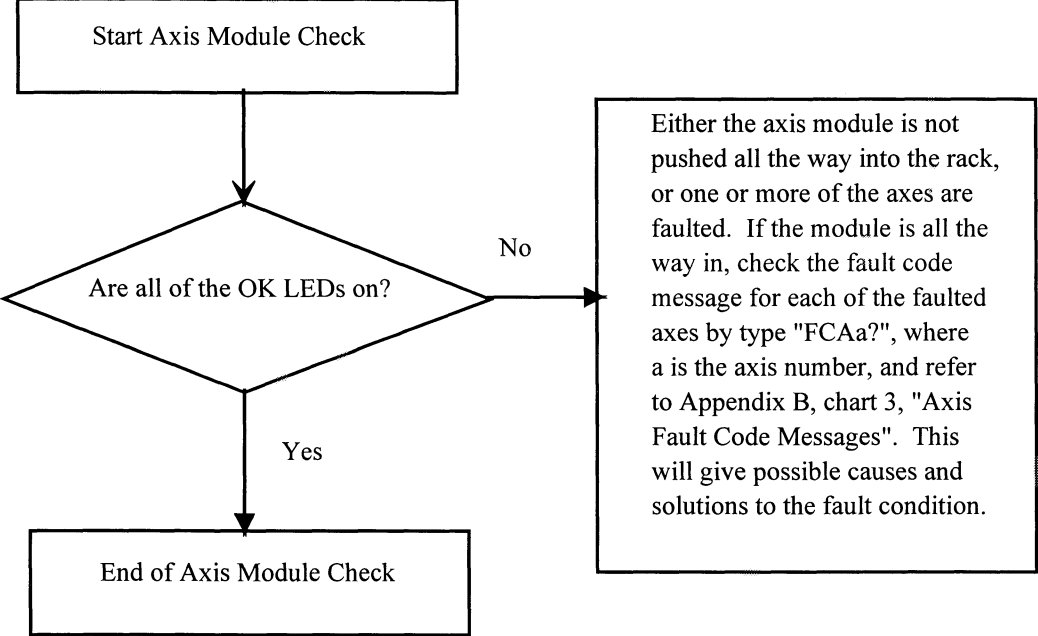 Start Axis Module Check
Are all of the OK LEDs on?
No
Either the axis module is not
pushed all the way into the rack,
or one or more of the axes are
faulted.  If the module is all the
way in, check the fault code
message for each of the faulted
axes by type "FCAa?", where
a is the axis number, and refer
to Appendix B, chart 3, "Axis
Fault Code Messages".  This
will give possible causes and
solutions to the fault condition.
Yes
End of Axis Module Check